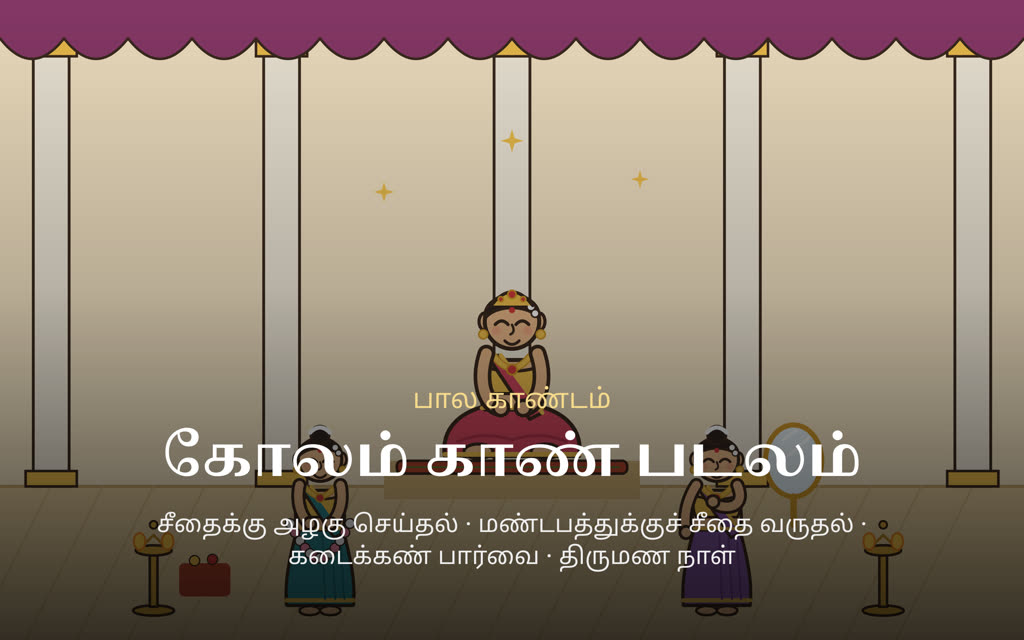 பால காண்டம்
கோலம் காண் படலம்
சீதைக்கு அழகு செய்தல் · மண்டபத்துக்குச் சீதை வருதல் ·
கடைக்கண் பார்வை · திருமண நாள்